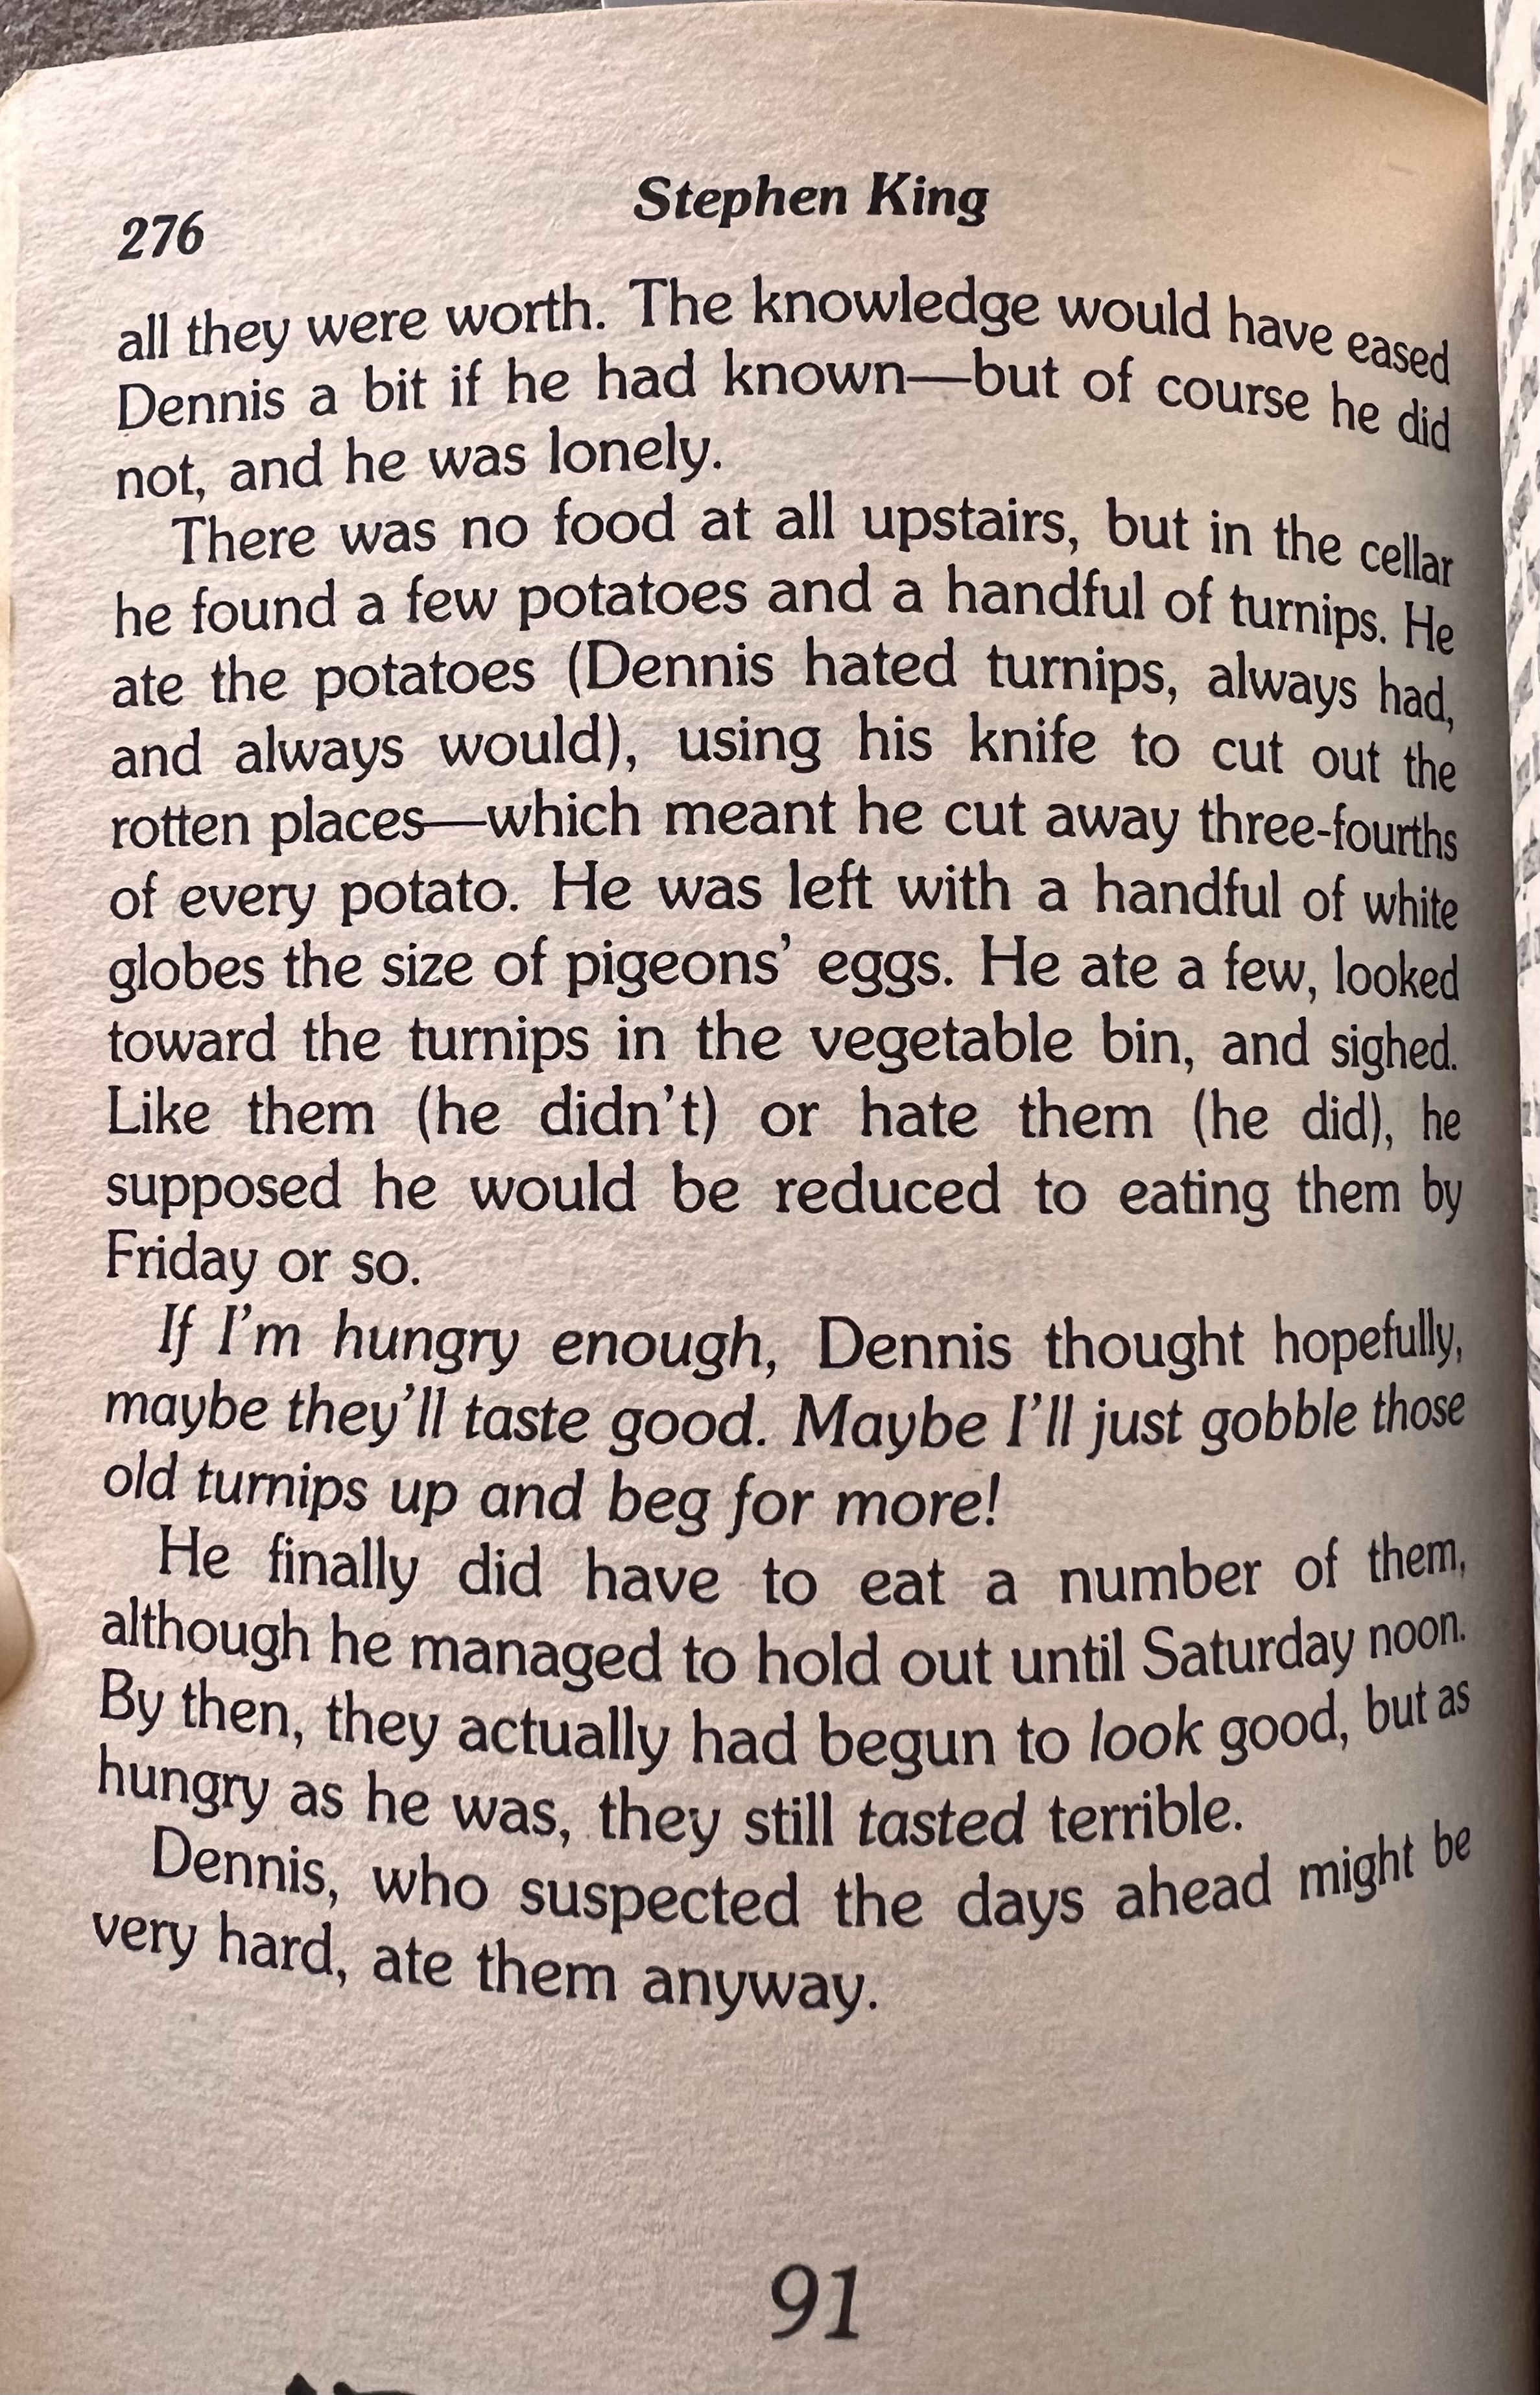 276
Stephen King
all they were worth. The knowledge would have eased
Dennis a bit if he had known—but of course he did
not, and he was lonely.
There was no food at all upstairs, but in the cellar
he found a few potatoes and a handful of turnips. He
ate the potatoes (Dennis hated turnips, always had,
and always would), using his knife to cut out the
rotten places—which meant he cut away three-fourths
of every potato. He was left with a handful of white
globes the size of pigeons’ eggs. He ate a few, looked
toward the turnips in the vegetable bin, and sighed.
Like them (he didn’t) or hate them (he did), he
supposed he would be reduced to eating them by
Friday or so.
If I’m hungry enough, Dennis thought hopefully,
maybe they’ll taste good. Maybe I’ll just gobble those
old turnips up and beg for more!
He finally did have to eat a number of them,
although he managed to hold out until Saturday noon.
By then, they actually had begun to look good, but as
hungry as he was, they still tasted terrible.
Dennis, who suspected the days ahead might be
very hard, ate them anyway.
91